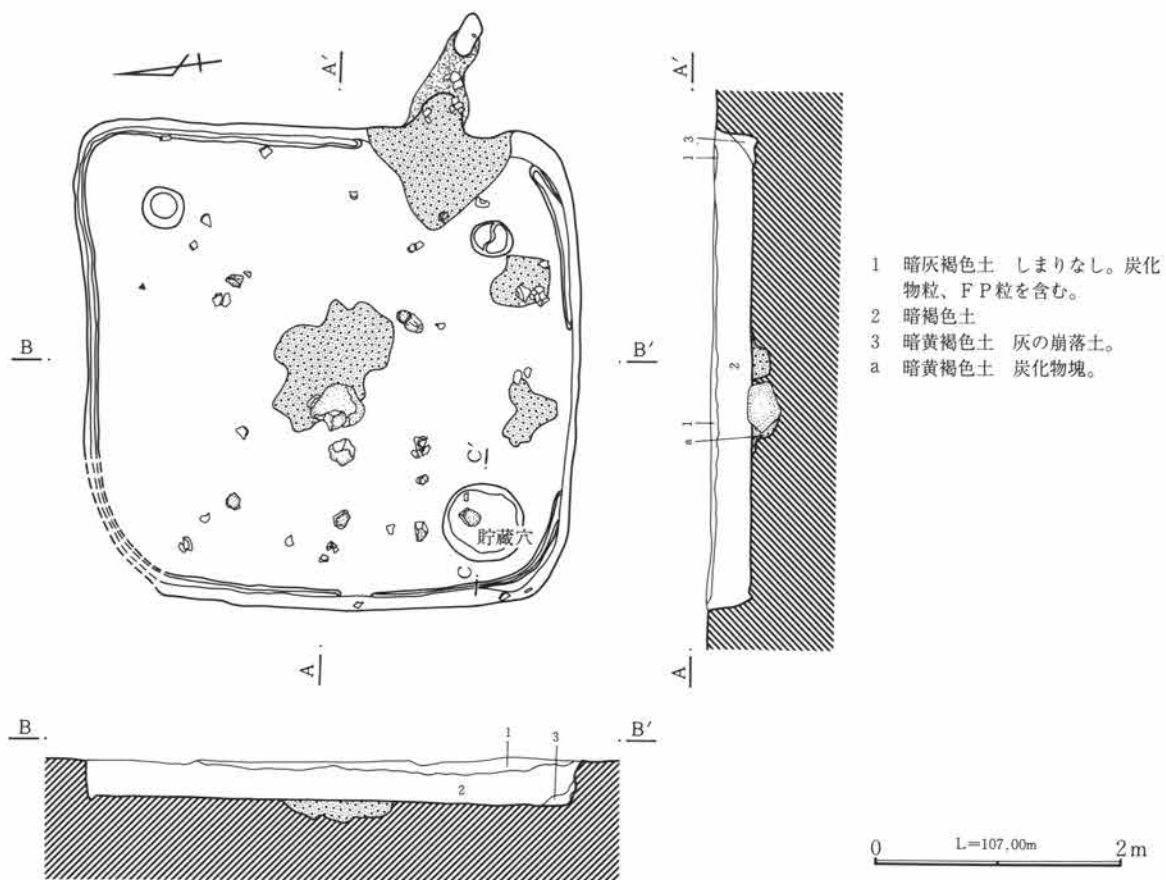 A′
A′
1
3
B
B′
2
1
a
C′
貯蔵穴
C
A
A
1 暗灰褐色土 しまりなし。炭化
物粒、FP粒を含む。
2 暗褐色土
3 暗黄褐色土 灰の崩落土。
a 暗黄褐色土 炭化物塊。
B
B′
1
3
2
0 L=107.00m 2m